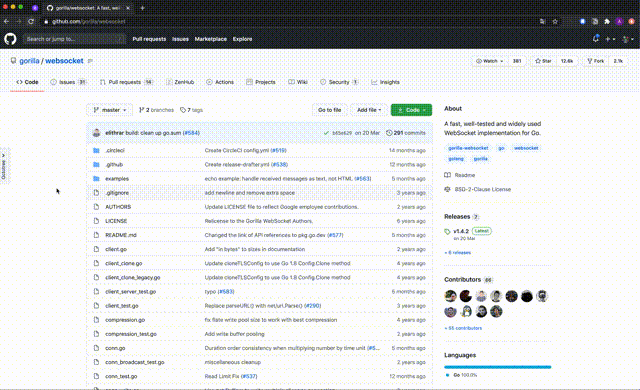 gorilla/websocket: A fast, well-
github.com/gorilla/websocket
Search or jump to...
Pull requests Issues Marketplace Explore
gorilla / websocket
Watch 381 Star 12.6k Fork 2.1k
Code Issues 31 Pull requests 14 ZenHub Actions Projects Wiki Security 1 Insights
master 2 branches 7 tags Go to file Add file Code
elithrar build: clean up go.sum (#584) on 20 Mar 291 commits
.circleci Create CircleCI config.yml (#519) 14 months ago
.github Create release-drafter.yml (#538) 12 months ago
examples echo example: handle received messages as text, not HTML (#563) 5 months ago
.gitignore add newline and remove extra space 3 years ago
AUTHORS Update LICENSE file to reflect Google employee contributions. 2 years ago
LICENSE Relicense to the Gorilla WebSocket Authors. 6 years ago
README.md Changed the link of API references to pkg.go.dev (#577) 5 months ago
client.go Add "in bytes" to sizes in documentation 2 years ago
client_clone.go Update cloneTLSConfig to use Go 1.8 Config.Clone method 4 years ago
client_clone_legacy.go Update cloneTLSConfig to use Go 1.8 Config.Clone method 4 years ago
client_server_test.go typo (#583) 5 months ago
client_test.go Replace parseURL() with net/url.Parse() (#290) 3 years ago
compression.go fix flate writer pool size to work with best compression 4 years ago
compression_test.go Add write buffer pooling 2 years ago
conn.go Duration order consistency when multiplying number by time unit (#5... 5 months ago
conn_broadcast_test.go miscellaneous cleanup 2 years ago
conn_test.go Read Limit Fix (#537) 12 months ago
About
A fast, well-tested and widely used
WebSocket implementation for Go.
gorilla-websocket go websocket
golang gorilla
Readme
BSD-2-Clause License
Releases 7
v1.4.2 Latest
on 20 Mar
+ 6 releases
Contributors 66
+ 55 contributors
Languages
Go 100.0%
Octotree